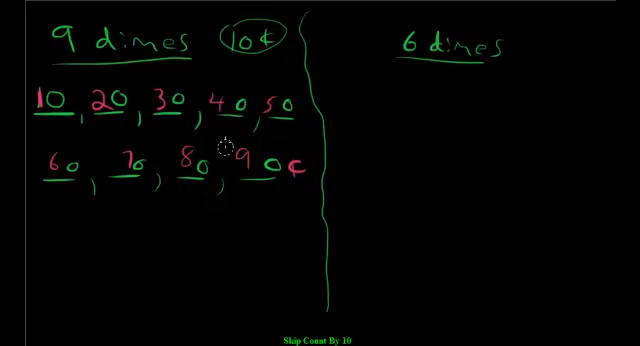 9 dimes 10¢
10, 20, 30, 40, 50
60, 70, 80, 90¢
6 dimes
Skip Count By 10